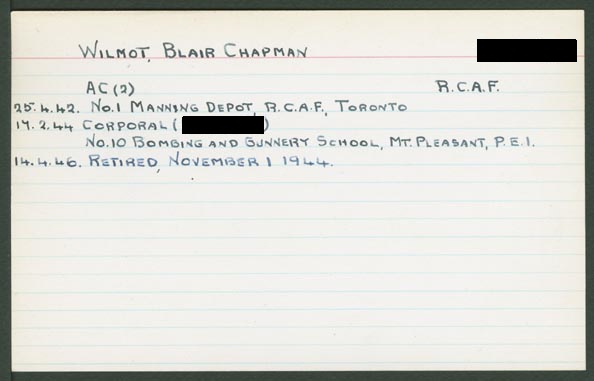 WILMOT, BLAIR CHAPMAN
AC (2) R.C.A.F.
25.4.42. NO.1 MANNING DEPOT, R.C.A.F., TORONTO
17.2.44 CORPORAL ( )
NO.10 BOMBING AND GUNNERY SCHOOL, MT. PLEASANT, P.E.I.
14.4.46. RETIRED, NOVEMBER 1 1944.